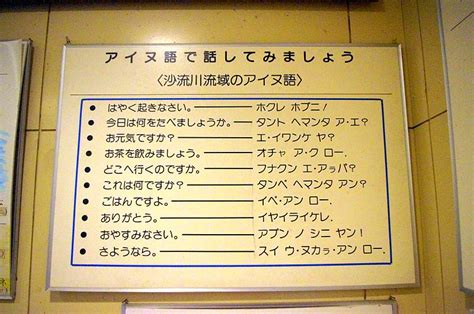 アイヌ語で話してみましょう
〈沙流川流域のアイヌ語〉
● はやく起きなさい。――― ホクレ ホプニ!
● 今日は何をたべましょうか。――― タント ヘマンタ ア・エ?
● お元気ですか?――― エ・イワンケ ヤ?
● お茶を飲みましょう。――― オチャ ア・ク ロー.
● どこへ行くのですか。――― フナクン エ・アㇻパ?
● これは何ですか?――― タンペ ヘマンタ アン?
● ごはんですよ。――― イペ・アン ロー.
● ありがとう。――― イヤイライケレ.
● おやすみなさい。――― アプン ノ シニ ヤン!
● さようなら。――― スイ ウ・ヌカㇻ・アン ロー.